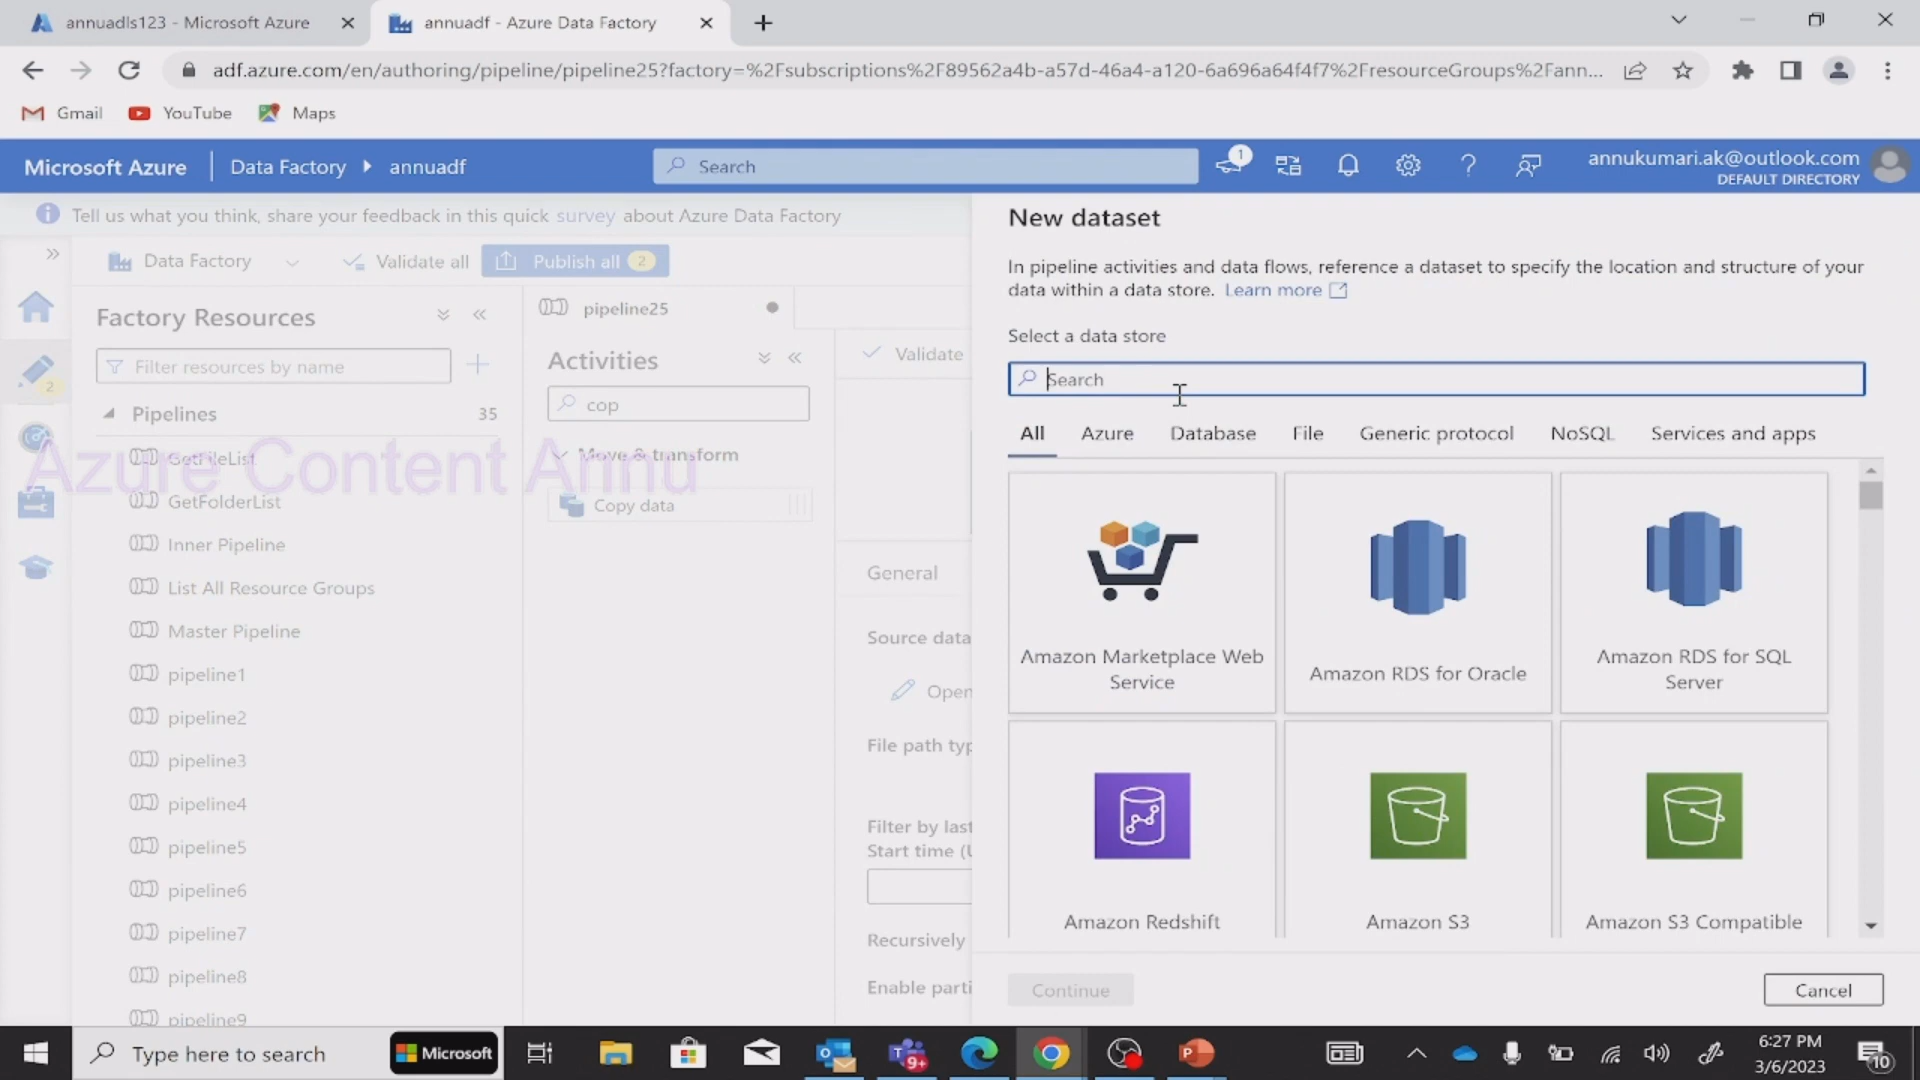 annuadls123 - Microsoft Azure
annuadf - Azure Data Factory
adf.azure.com/en/authoring/pipeline/pipeline25?factory=%2Fsubscriptions%2F89562a4b-a57d-46a4-a120-6a696a64f4f7%2FresourceGroups%2Fann...
Gmail
YouTube
Maps
Microsoft Azure
Data Factory
annuadf
Search
1
annukumari.ak@outlook.com
DEFAULT DIRECTORY
Tell us what you think, share your feedback in this quick survey about Azure Data Factory
Data Factory
Validate all
Publish all 2
Factory Resources
Filter resources by name
2
Pipelines 35
GetFileList
GetFolderList
Inner Pipeline
List All Resource Groups
Master Pipeline
pipeline1
pipeline2
pipeline3
pipeline4
pipeline5
pipeline6
pipeline7
pipeline8
pipeline9
Azure Content Annu
pipeline25
Activities
cop
Move & transform
Copy data
Validate
General
Source data
Open
File path typ
Filter by last
Start time (U
Recursively
Enable parti
New dataset
In pipeline activities and data flows, reference a dataset to specify the location and structure of your
data within a data store. Learn more
Select a data store
Search
All
Azure
Database
File
Generic protocol
NoSQL
Services and apps
Amazon Marketplace Web
Service
Amazon RDS for Oracle
Amazon RDS for SQL
Server
Amazon Redshift
Amazon S3
Amazon S3 Compatible
Continue
Cancel
Type here to search
Microsoft
9+
6:27 PM
3/6/2023
10